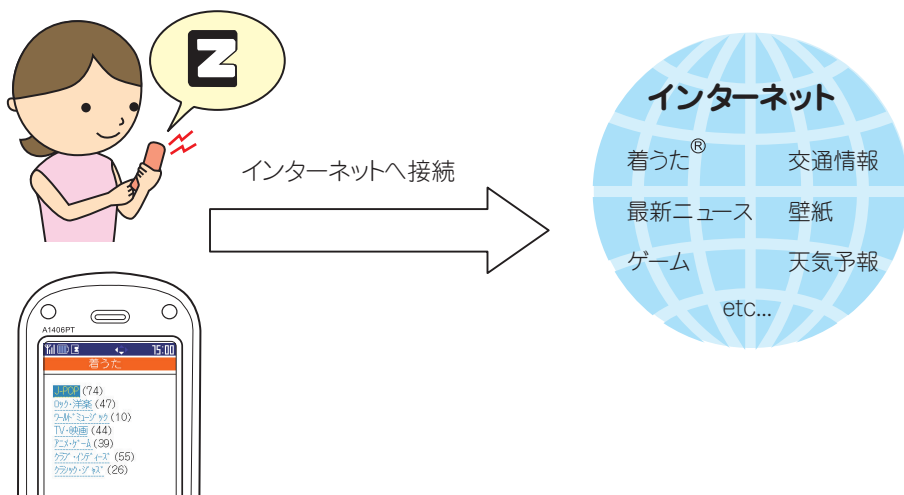 Z
インターネット
インターネットへ接続
着うた®
交通情報
最新ニュース
壁紙
ゲーム
天気予報
etc...
A1406PT
15:00
着うた
J-POP (74)
ロック・洋楽 (47)
ワールドミュージック (10)
TV・映画 (44)
アニメ・ゲーム (39)
クラブ・インディーズ (55)
クラシック・ジャズ (26)